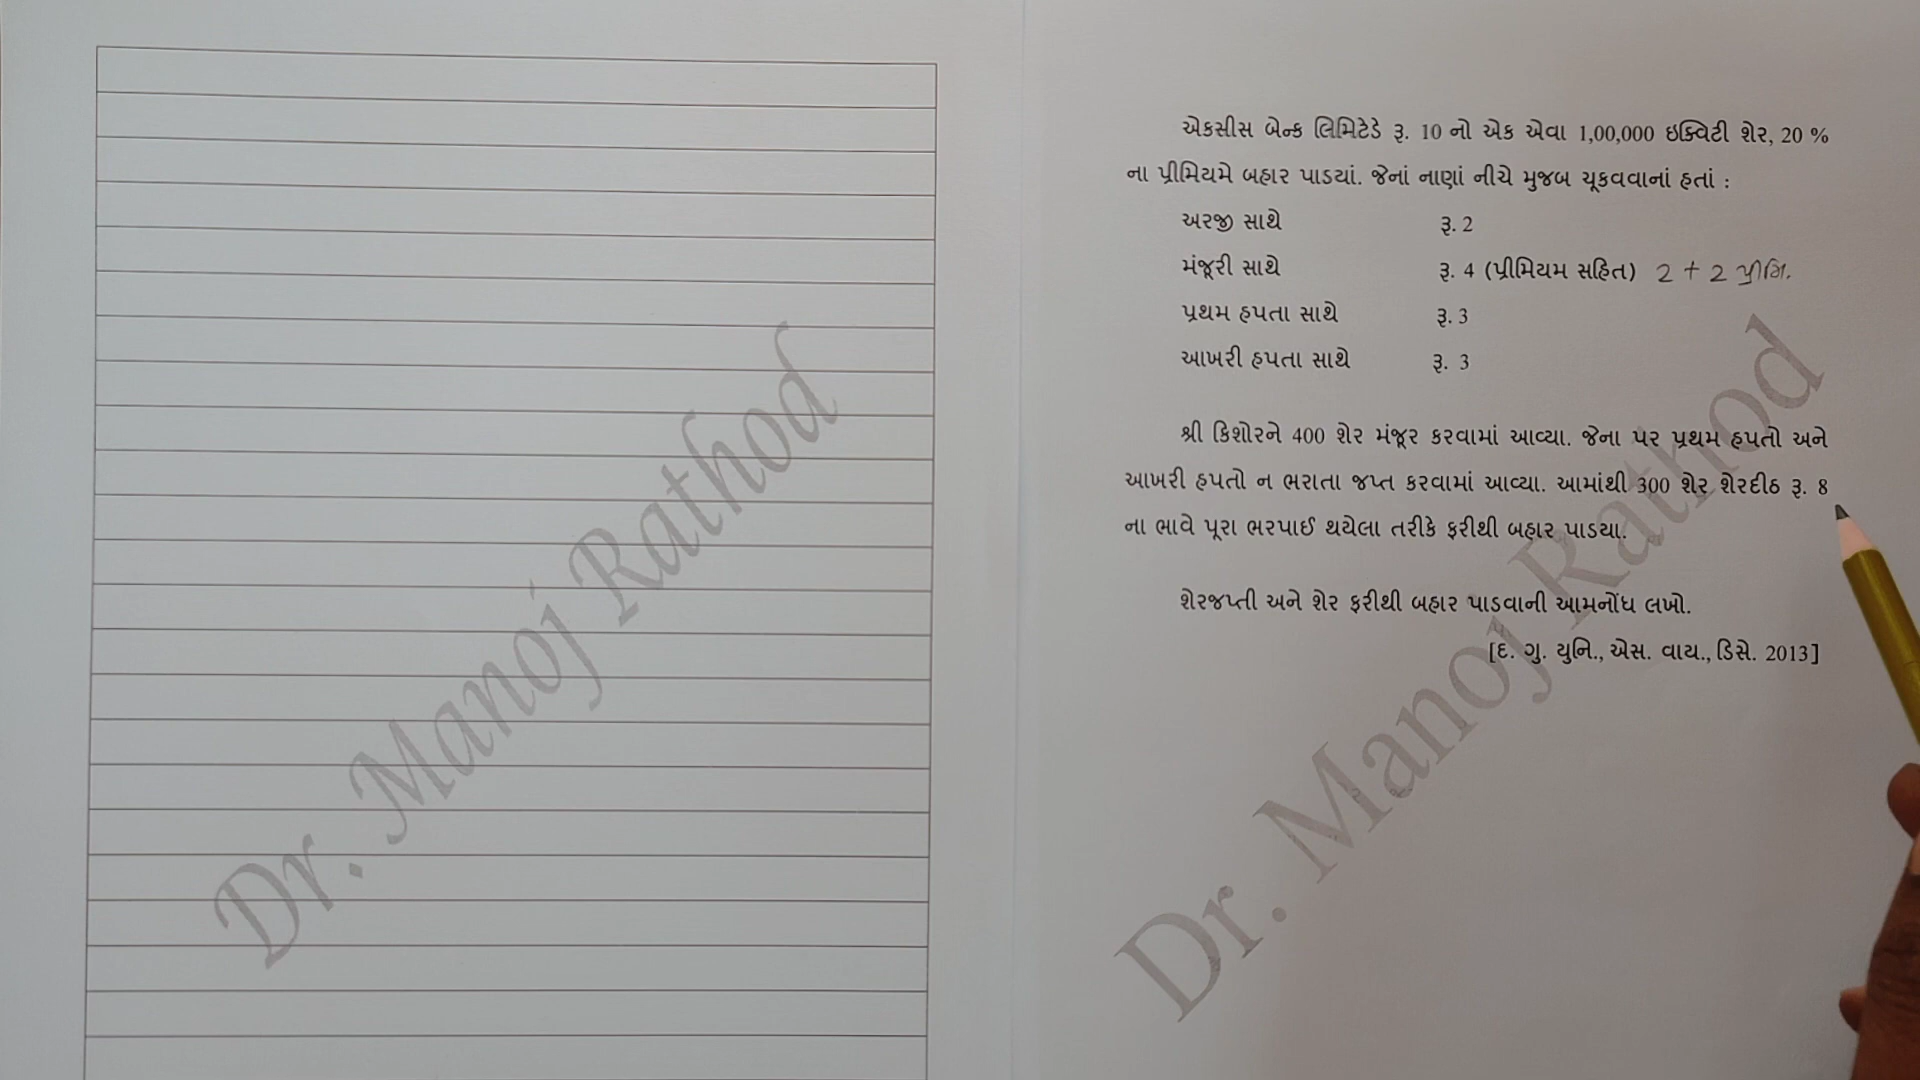 એક્સીસ બેન્ક લિમિટેડે રૂ. 10 નો એક એવા 1,00,000 ઇક્વિટી શેર, 20 %
ના પ્રીમિયમે બહાર પાડયાં. જેનાં નાણાં નીચે મુજબ ચૂકવવાનાં હતાં :
અરજી સાથે રૂ. 2
મંજૂરી સાથે રૂ. 4 (પ્રીમિયમ સહિત) 2 + 2 પ્રીમિ.
પ્રથમ હપતા સાથે રૂ. 3
આખરી હપતા સાથે રૂ. 3
શ્રી કિશોરને 400 શેર મંજૂર કરવામાં આવ્યા. જેના પર પ્રથમ હપતો અને
આખરી હપતો ન ભરાતા જપ્ત કરવામાં આવ્યા. આમાંથી 300 શેર શેરદીઠ રૂ. 8
ના ભાવે પૂરા ભરપાઈ થયેલા તરીકે ફરીથી બહાર પાડયા.
શેરજપ્તી અને શેર ફરીથી બહાર પાડવાની આમનોંધ લખો.
[દ. ગુ. યુનિ., એસ. વાય., ડિસે. 2013]
Dr. Manoj Rathod
Dr. Manoj Rathod